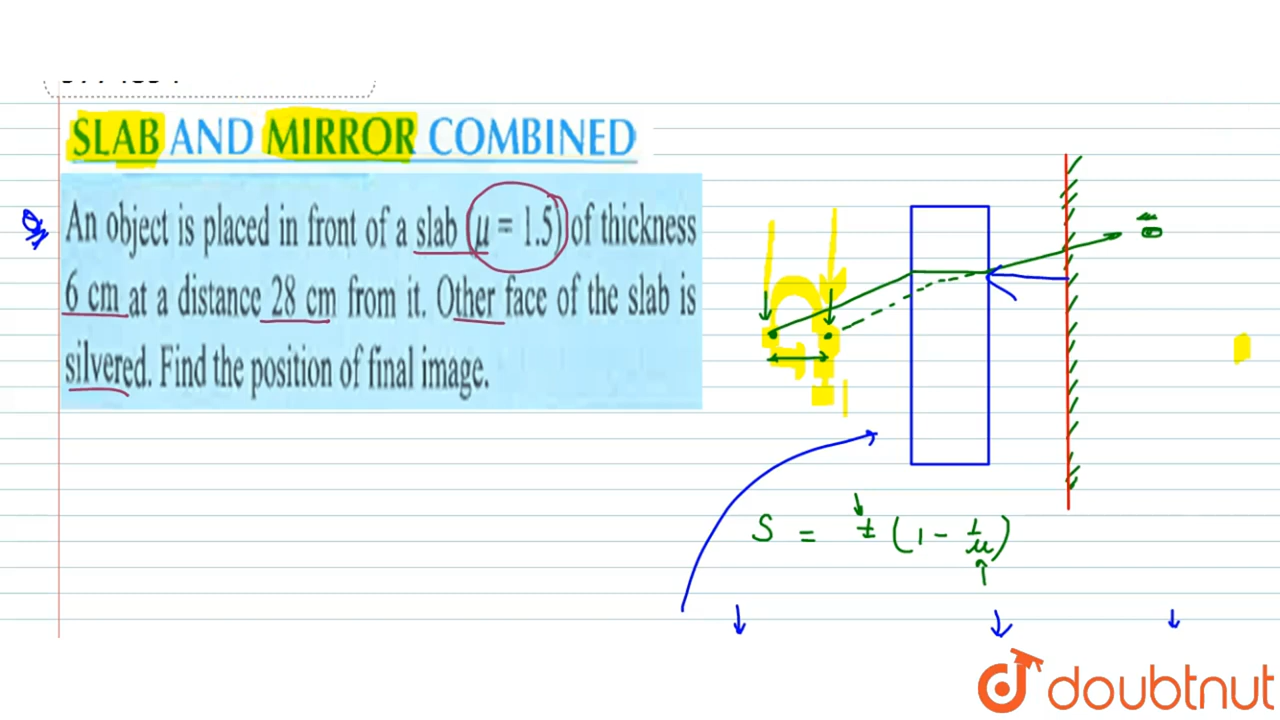 SLAB AND MIRROR COMBINED
An object is placed in front of a slab (μ = 1.5) of thickness
6 cm at a distance 28 cm from it. Other face of the slab is
silvered. Find the position of final image.
S = t (1 - 1/μ)
doubtnut